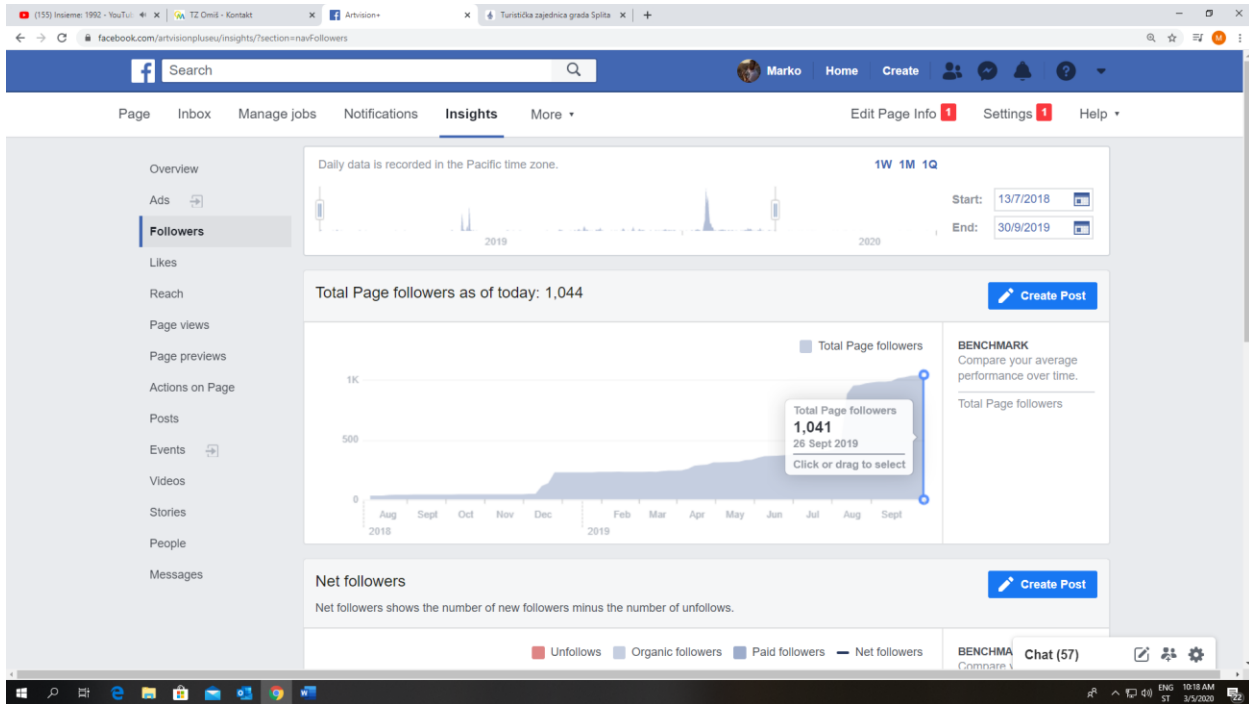 (155) Insieme: 1992 - YouTu
TZ Omiš - Kontakt
Artvision+
Turistička zajednica grada Splita
facebook.com/artvisionpluseu/insights/?section=navFollowers
M
Search
Marko Home Create
Page Inbox Manage jobs Notifications Insights More
Edit Page Info 1 Settings 1 Help
Overview
Ads
Followers
Likes
Reach
Page views
Page previews
Actions on Page
Posts
Events
Videos
Stories
People
Messages
Daily data is recorded in the Pacific time zone.
1W 1M 1Q
2019
2020
Start: 13/7/2018
End: 30/9/2019
Total Page followers as of today: 1,044
Create Post
Total Page followers
1K
500
0
Total Page followers
1,041
26 Sept 2019
Click or drag to select
Aug Sept Oct Nov Dec Feb Mar Apr May Jun Jul Aug Sept
2018 2019
BENCHMARK
Compare your average
performance over time.
Total Page followers
Net followers
Create Post
Net followers shows the number of new followers minus the number of unfollows.
Unfollows Organic followers Paid followers Net followers
BENCHMA
Compare
Chat (57)
ENG 10:18 AM
ST 3/5/2020
22